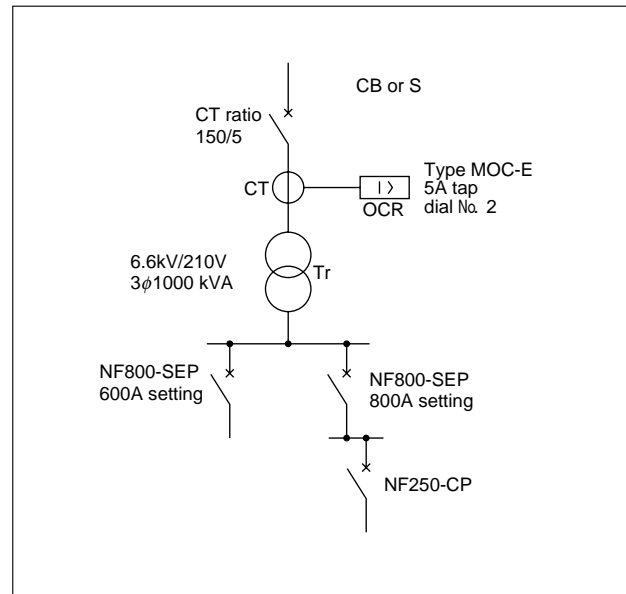 CB or S
CT ratio
150/5
CT
I >
OCR
Type MOC-E
5A tap
dial №. 2
6.6kV/210V
3ϕ1000 kVA
Tr
NF800-SEP
600A setting
NF800-SEP
800A setting
NF250-CP